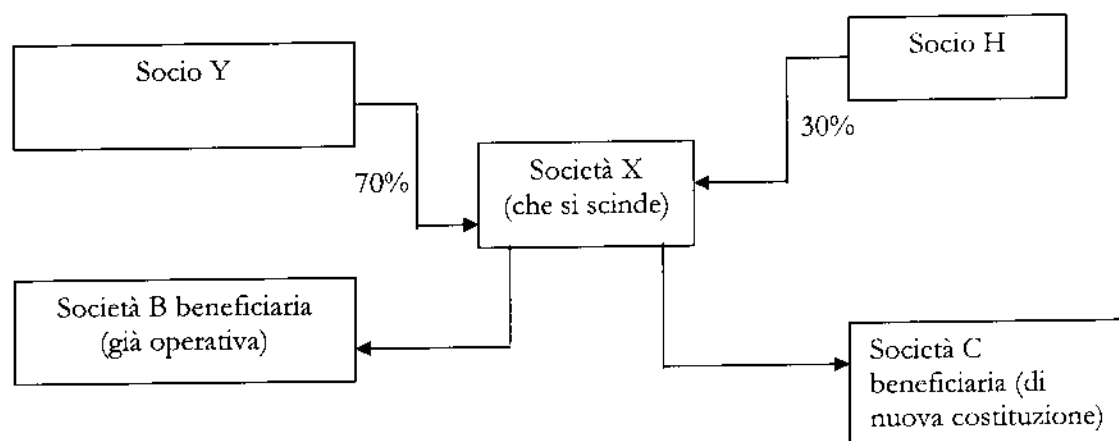 Socio Y
Socio H
70%
30%
Società X
(che si scinde)
Società B beneficiaria
(già operativa)
Società C
beneficiaria (di
nuova costituzione)